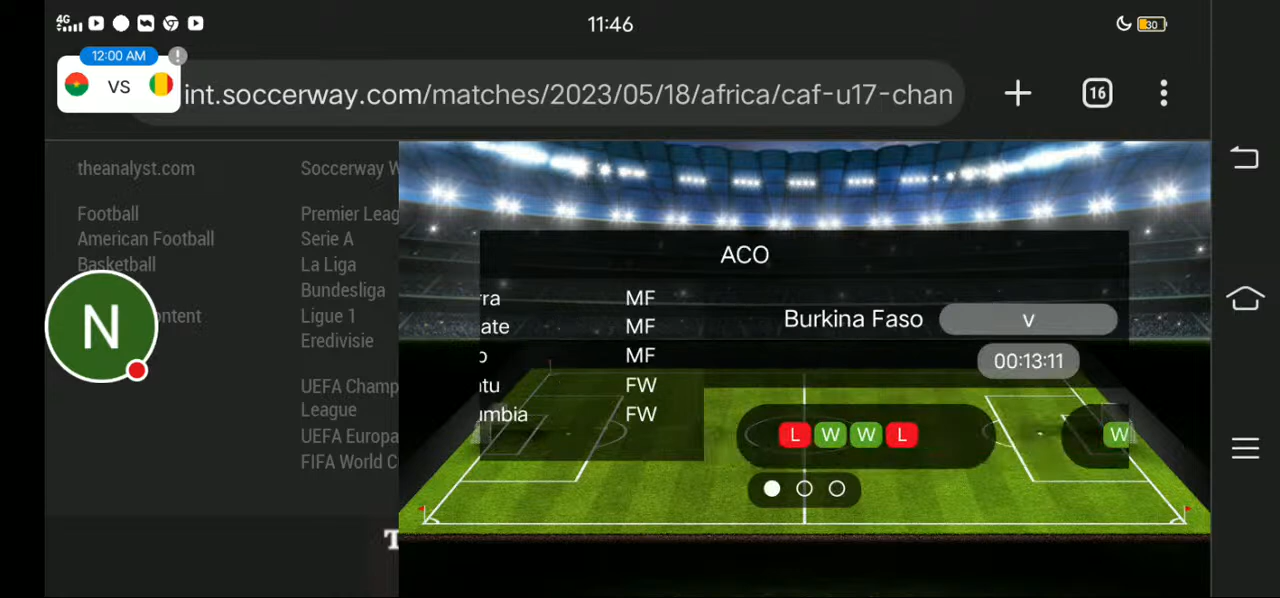 4G
11:46
30
12:00 AM
!
VS
int.soccerway.com/matches/2023/05/18/africa/caf-u17-chan
16
theanalyst.com
Soccerway W
Football
Premier Leag
American Football
Serie A
Basketball
La Liga
Bundesliga
ntent
Ligue 1
Eredivisie
UEFA Champ
League
UEFA Europa
FIFA World C
N
ACO
rra MF
ate MF
MF
tu FW
umbia FW
Burkina Faso
v
00:13:11
L W W L
W
T